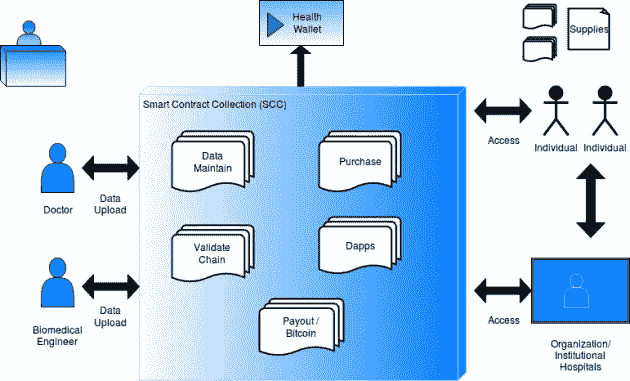 Health
Wallet
Supplies
Smart Contract Collection (SCC)
Data
Maintain
Purchase
Access
Individual
Individual
Doctor
Data
Upload
Validate
Chain
Dapps
Biomedical
Engineer
Data
Upload
Payout /
Bitcoin
Access
Organization/
Institutional
Hospitals